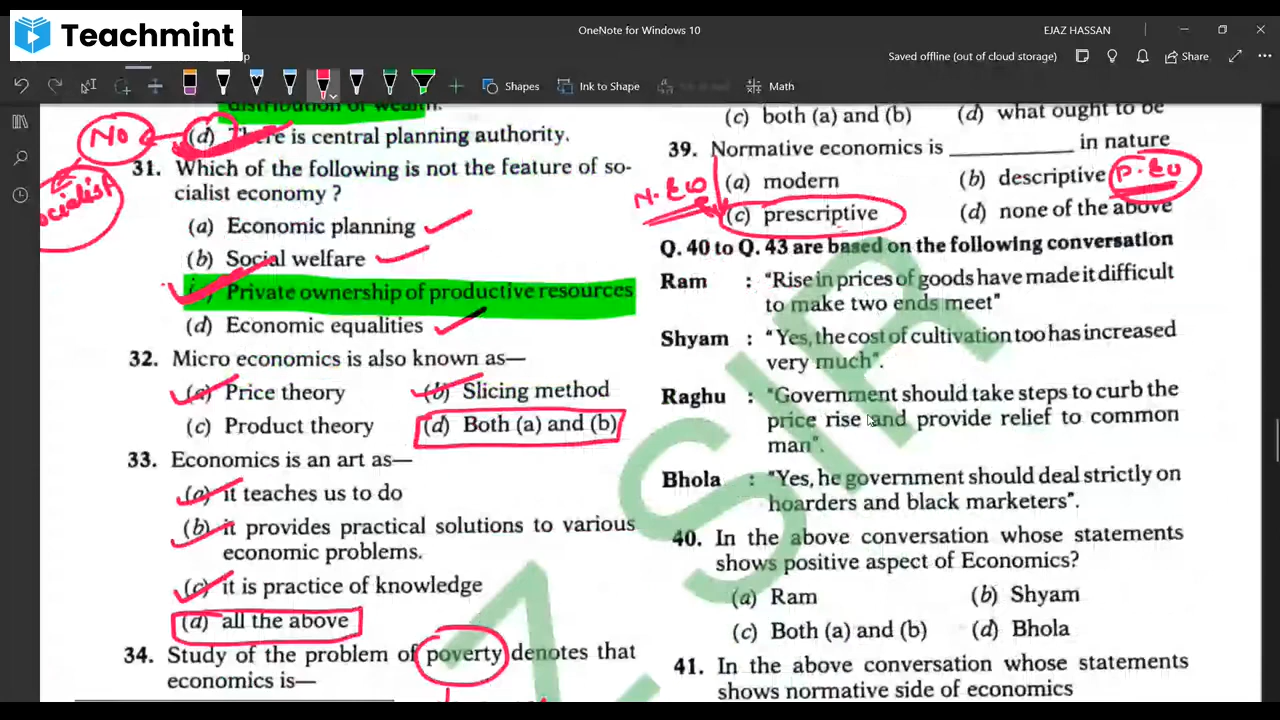 Teachmint
OneNote for Windows 10
EJAZ HASSAN
Saved offline (out of cloud storage)
Share
Shapes
Ink to Shape
Math
distribution of wealth.
No
(d) There is central planning authority.
31. Which of the following is not the feature of so-
cialist economy ?
(a) Economic planning
(b) Social welfare
Private ownership of productive resources
(d) Economic equalities
32. Micro economics is also known as—
(a) Price theory (b) Slicing method
(c) Product theory (d) Both (a) and (b)
33. Economics is an art as—
(a) it teaches us to do
(b) it provides practical solutions to various
economic problems.
(c) it is practice of knowledge
(a) all the above
34. Study of the problem of poverty denotes that
economics is—
(c) both (a) and (b) (d) what ought to be
39. Normative economics is __________ in nature
(a) modern (b) descriptive
P. Eco
N. Eco
(c) prescriptive (d) none of the above
Q. 40 to Q. 43 are based on the following conversation
Ram : "Rise in prices of goods have made it difficult
to make two ends meet"
Shyam : "Yes, the cost of cultivation too has increased
very much".
Raghu : "Government should take steps to curb the
price rise and provide relief to common
man".
Bhola : "Yes, he government should deal strictly on
hoarders and black marketers".
40. In the above conversation whose statements
shows positive aspect of Economics?
(a) Ram (b) Shyam
(c) Both (a) and (b) (d) Bhola
41. In the above conversation whose statements
shows normative side of economics
Z SIR